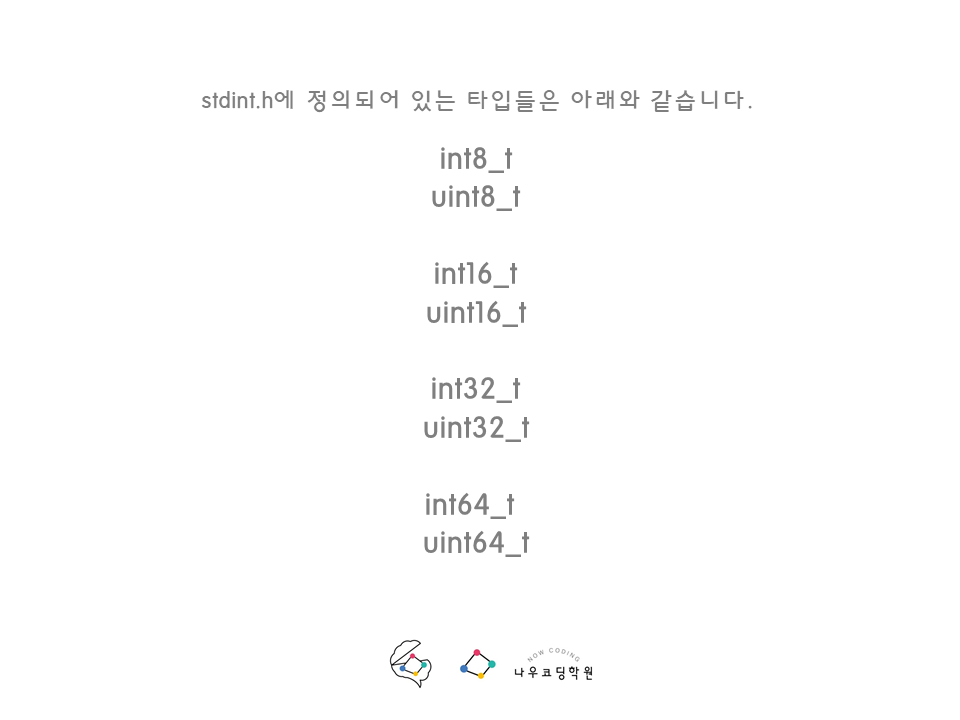 stdint.h에 정의되어 있는 타입들은 아래와 같습니다.
int8_t
uint8_t
int16_t
uint16_t
int32_t
uint32_t
int64_t
uint64_t
NOW CODING
나우코딩학원